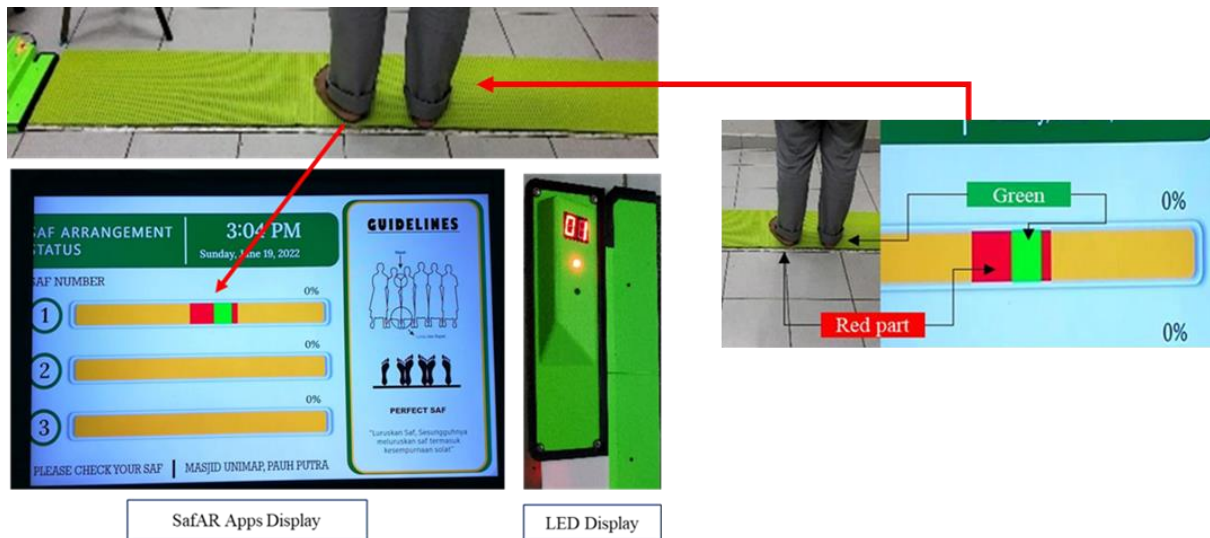 SAF ARRANGEMENT
STATUS
3:04 PM
Sunday, June 19, 2022
SAF NUMBER
0%
1
0%
2
0%
3
PLEASE CHECK YOUR SAF
MASJID UNIMAP, PAUH PUTRA
GUIDELINES
PERFECT SAF
"Luruskan Saf, Sesungguhnya
meluruskan saf termasuk
kesempurnaan solat"
01
SafAR Apps Display
LED Display
Green
0%
Red part
0%